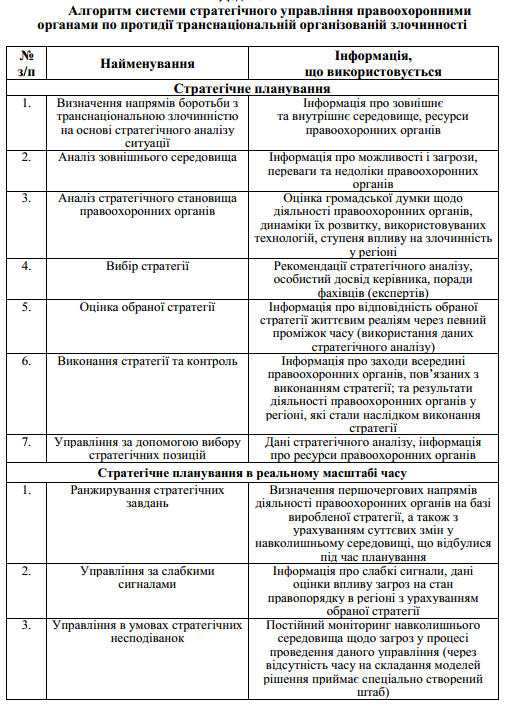 Алгоритм системи стратегічного управління правоохоронними
органами по протидії транснаціональній організованій злочинності
№
з/п
Найменування
Інформація,
що використовується
Стратегічне планування
1.
Визначення напрямів боротьби з
транснаціональною злочинністю
на основі стратегічного аналізу
ситуації
Інформація про зовнішнє
та внутрішнє середовище, ресурси
правоохоронних органів
2.
Аналіз зовнішнього середовища
Інформація про можливості і загрози,
переваги та недоліки правоохоронних
органів
3.
Аналіз стратегічного становища
правоохоронних органів
Оцінка громадської думки щодо
діяльності правоохоронних органів,
динаміки їх розвитку, використовуваних
технологій, ступеня впливу на злочинність
у регіоні
4.
Вибір стратегії
Рекомендації стратегічного аналізу,
особистий досвід керівника, поради
фахівців (експертів)
5.
Оцінка обраної стратегії
Інформація про відповідність обраної
стратегії життєвим реаліям через певний
проміжок часу (використання даних
стратегічного аналізу)
6.
Виконання стратегії та контроль
Інформація про заходи всередині
правоохоронних органів, пов’язаних з
виконанням стратегії; та результати
діяльності правоохоронних органів у
регіоні, які стали наслідком виконання
стратегії
7.
Управління за допомогою вибору
стратегічних позицій
Дані стратегічного аналізу, інформація
про ресурси правоохоронних органів
Стратегічне планування в реальному масштабі часу
1.
Ранжирування стратегічних
завдань
Визначення першочергових напрямів
діяльності правоохоронних органів на базі
виробленої стратегії, а також з
урахуванням суттєвих змін у
навколишньому середовищі, що відбулися
під час планування
2.
Управління за слабкими
сигналами
Інформація про слабкі сигнали, дані
оцінки впливу загроз на стан
правопорядку в регіоні з урахуванням
обраної стратегії
3.
Управління в умовах стратегічних
несподіванок
Постійний моніторинг навколишнього
середовища щодо загроз у процесі
проведення даного управління (через
відсутність часу на складання моделей
рішення приймає спеціально створений
штаб)